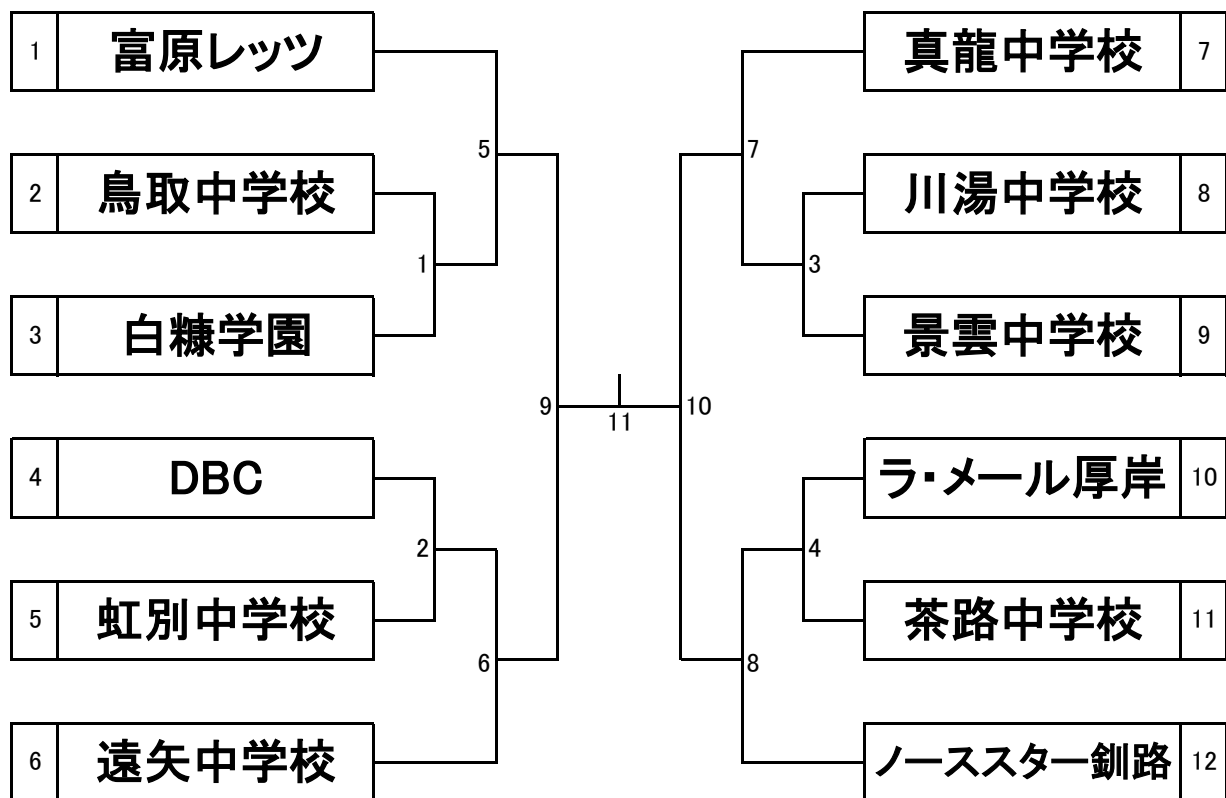 1 富原レッツ
2 鳥取中学校
3 白糠学園
4 DBC
5 虹別中学校
6 遠矢中学校
5
1
2
6
9
11
10
7
3
4
8
真龍中学校 7
川湯中学校 8
景雲中学校 9
ラ・メール厚岸 10
茶路中学校 11
ノーススター釧路 12